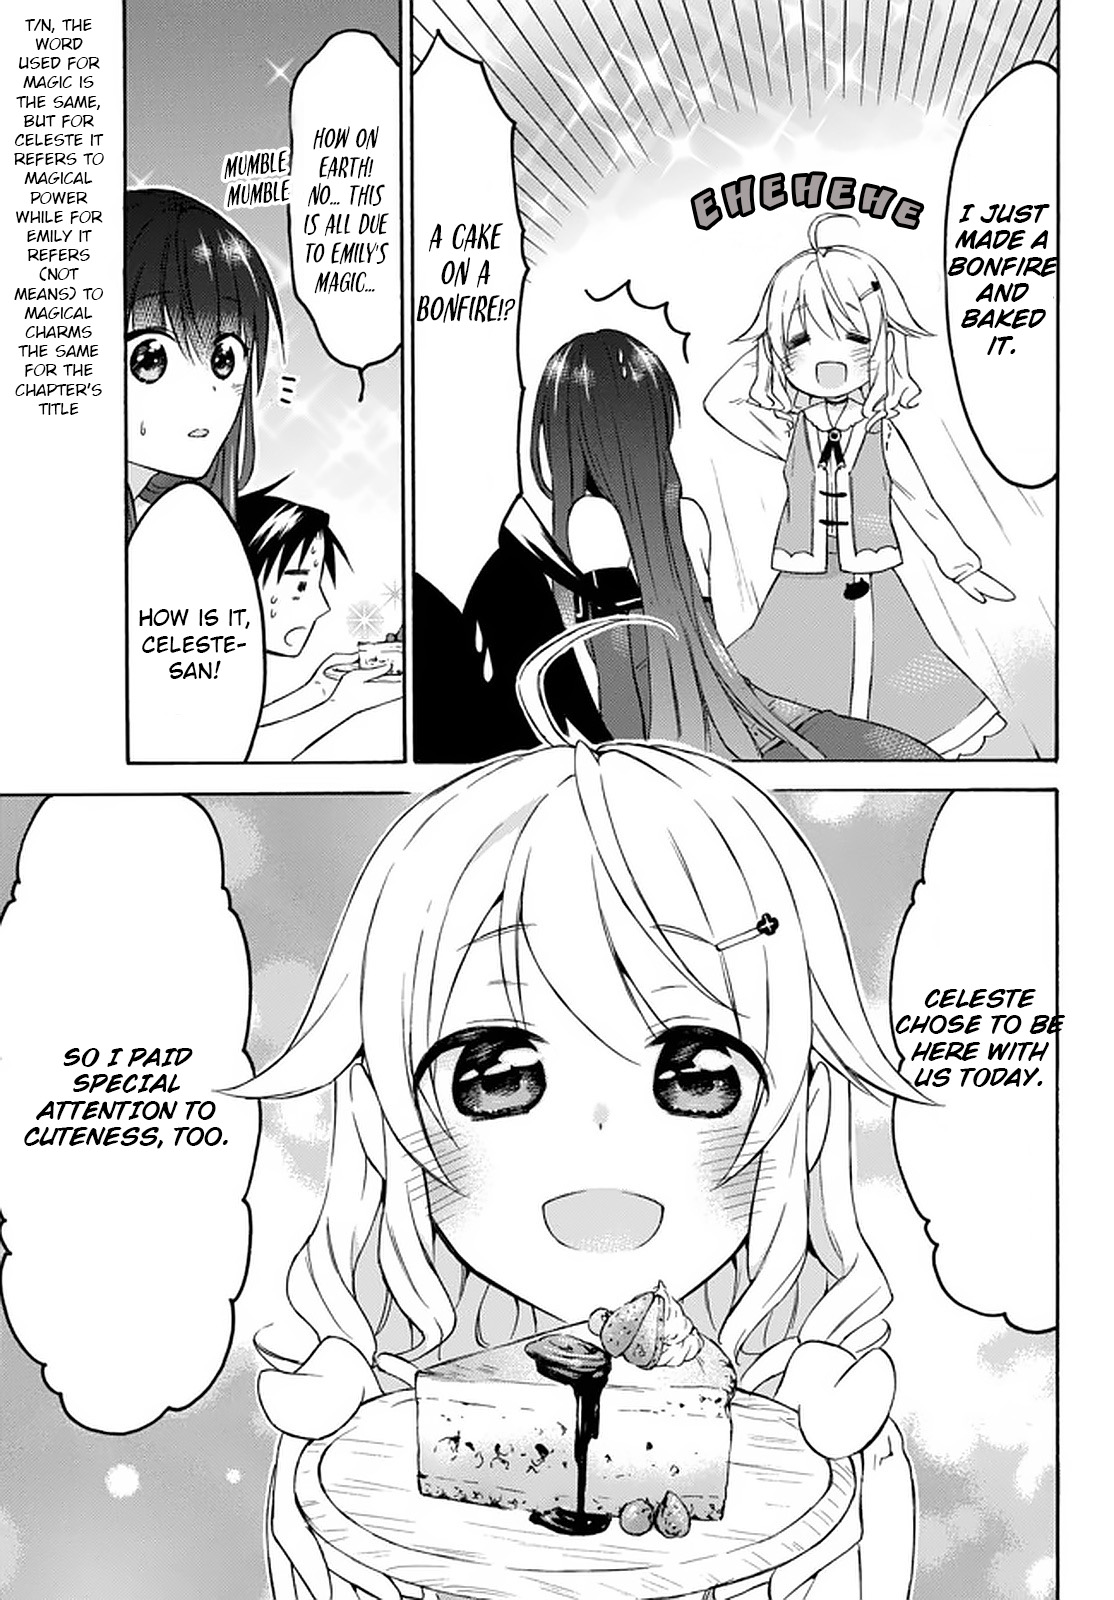 I JUST
MADE A
BONFIRE
AND
BAKED
IT.
EHEHEHE
A CAKE
ON A
BONFIRE!?
HOW ON
EARTH!
NO... THIS
IS ALL DUE
TO EMILY'S
MAGIC...
MUMBLE
MUMBLE
HOW IS IT,
CELESTE-
SAN!
T/N, THE
WORD
USED FOR
MAGIC IS
THE SAME,
BUT FOR
CELESTE IT
REFERS TO
MAGICAL
POWER
WHILE FOR
EMILY IT
REFERS
(NOT
MEANS) TO
MAGICAL
CHARMS
THE SAME
FOR THE
CHAPTER'S
TITLE
CELESTE
CHOSE TO BE
HERE WITH
US TODAY.
SO I PAID
SPECIAL
ATTENTION TO
CUTENESS, TOO.